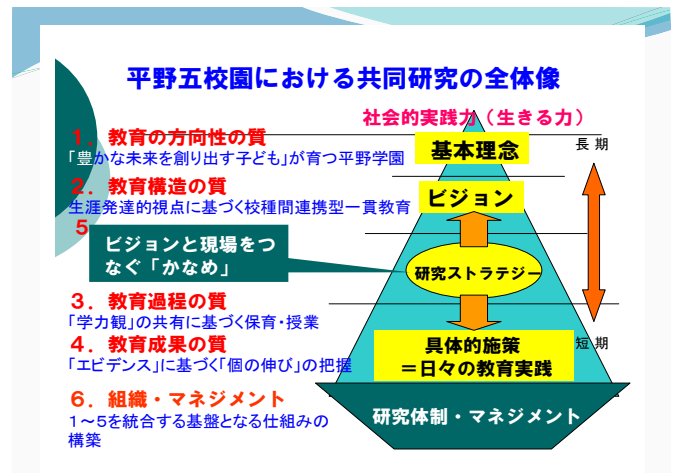 平野五校園における共同研究の全体像
社会的実践力（生きる力）
1．教育の方向性の質
「豊かな未来を創り出す子ども」が育つ平野学園
2．教育構造の質
生涯発達的視点に基づく校種間連携型一貫教育
5
ビジョンと現場をつ
なぐ「かなめ」
3．教育過程の質
「学力観」の共有に基づく保育・授業
4．教育成果の質
「エビデンス」に基づく「個の伸び」の把握
6．組織・マネジメント
1～5を統合する基盤となる仕組みの
構築
基本理念
ビジョン
研究ストラテジー
具体的施策
＝日々の教育実践
研究体制・マネジメント
長期
短期